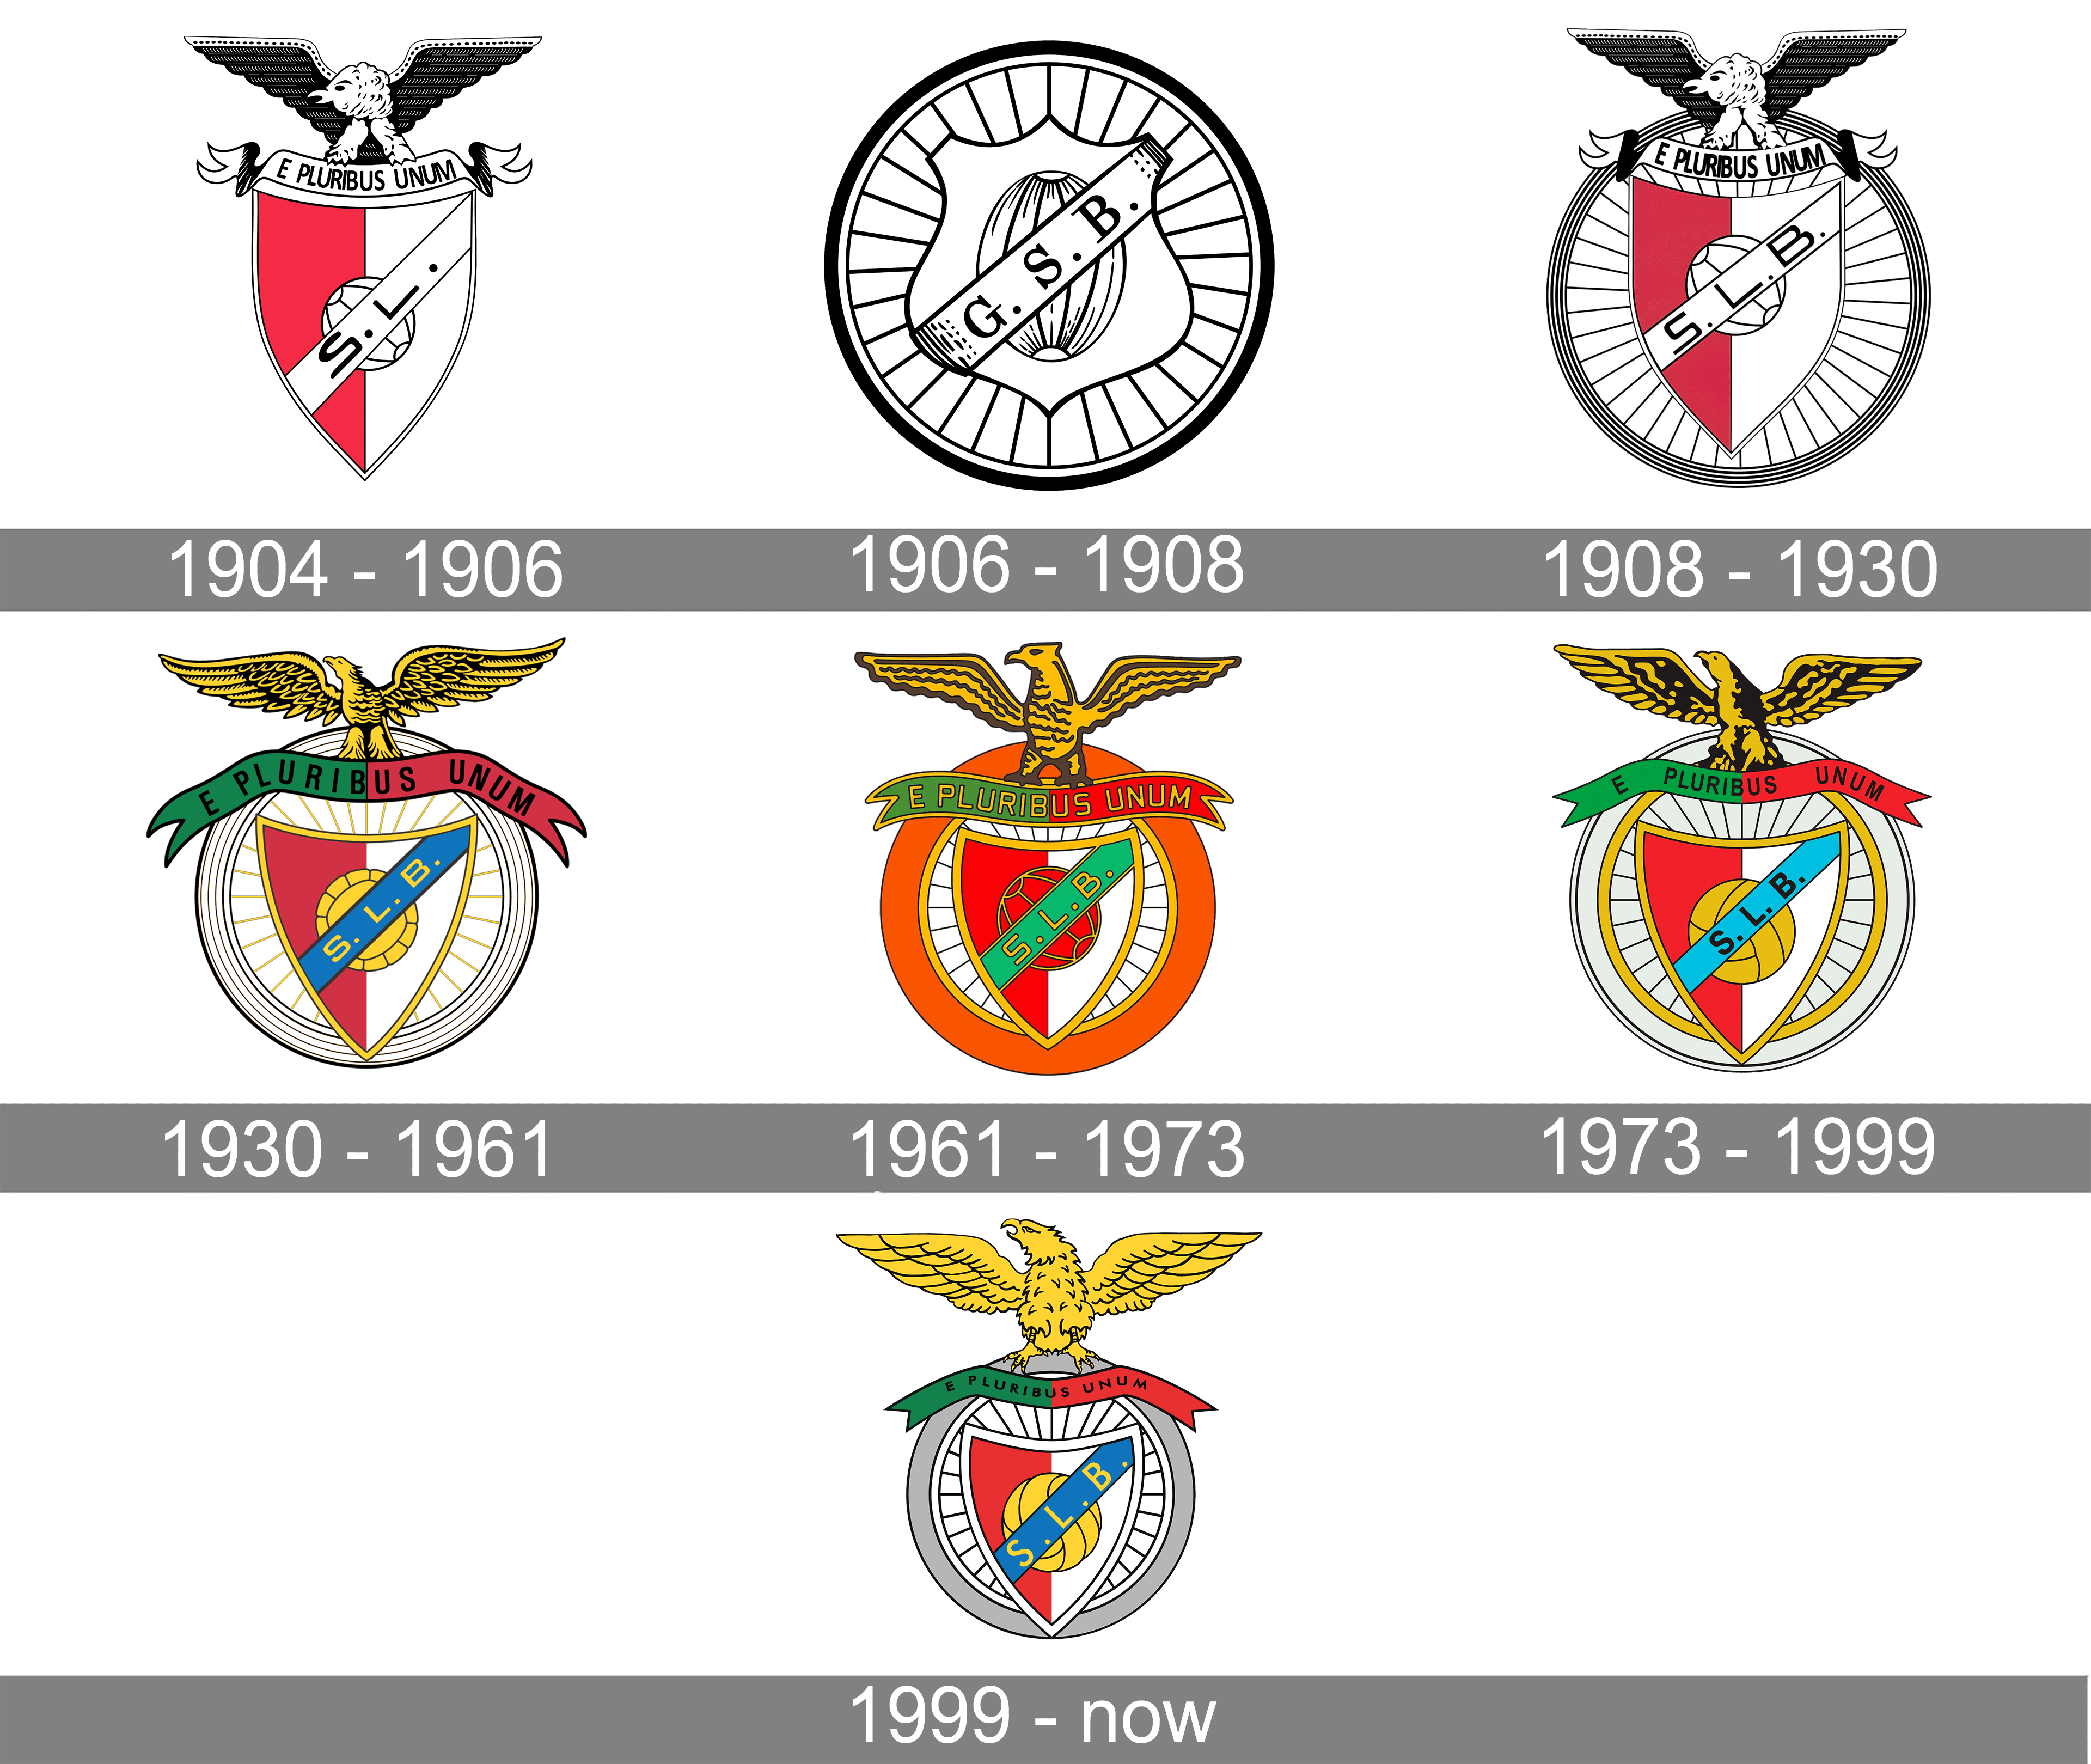 E PLURIBUS UNUM
S. L .
G. S. B.
E PLURIBUS UNUM
S. L. B.
1904 - 1906
1906 - 1908
1908 - 1930
E PLURIBUS UNUM
S. L. B.
E PLURIBUS UNUM
S. L. B.
E PLURIBUS UNUM
S. L. B.
1930 - 1961
1961 - 1973
1973 - 1999
E PLURIBUS UNUM
S . L . B .
1999 - now